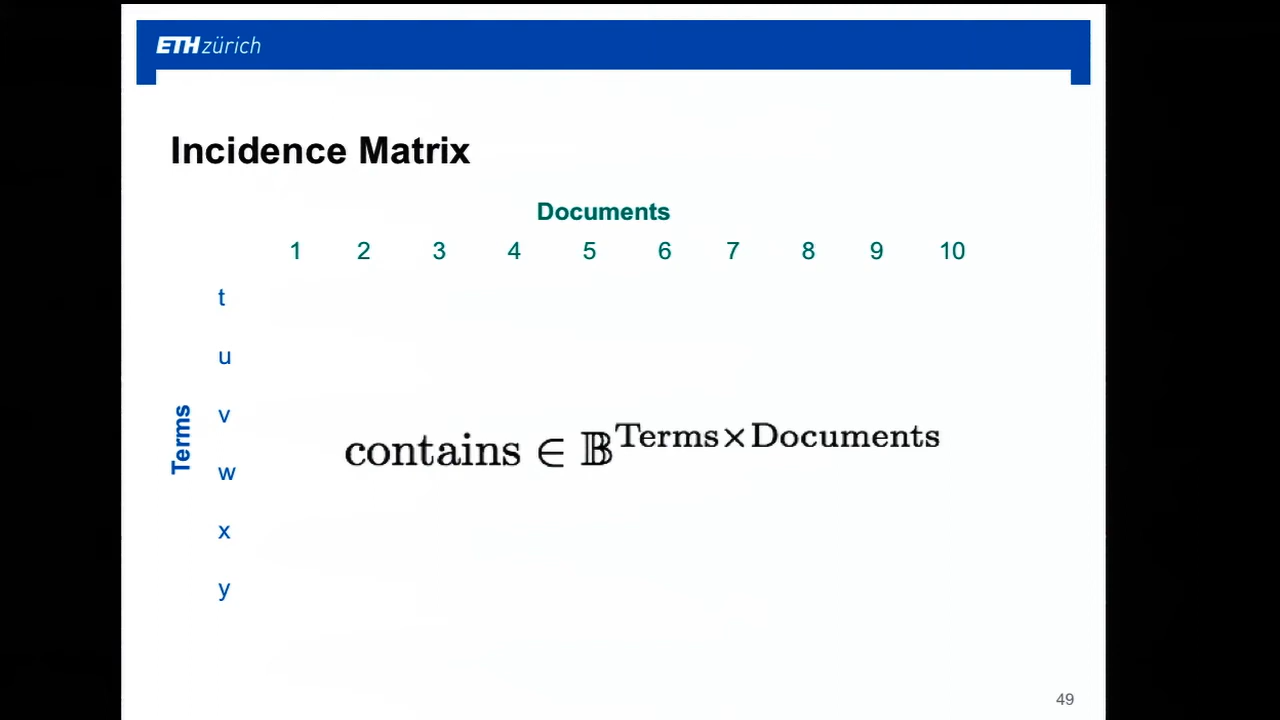 ETH zürich
Incidence Matrix
Documents
1 2 3 4 5 6 7 8 9 10
t
u
v
Terms
contains ∈ 𝔹^Terms×Documents
w
x
y
49